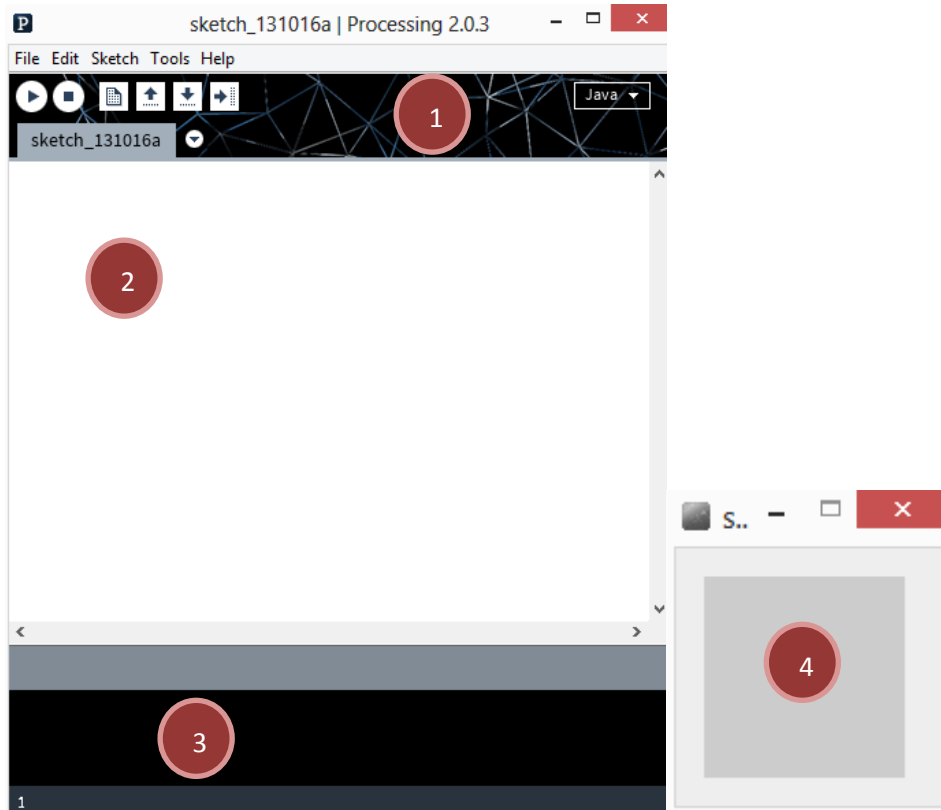 P sketch_131016a | Processing 2.0.3
File Edit Sketch Tools Help
1
Java
sketch_131016a
2
S..
4
3
1